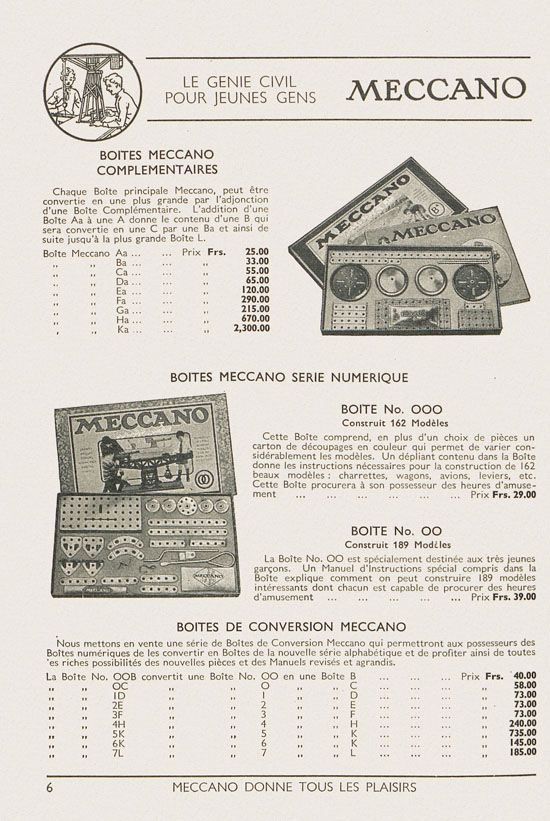 LE GENIE CIVIL
POUR JEUNES GENS
MECCANO
BOITES MECCANO
COMPLEMENTAIRES
Chaque Boîte principale Meccano, peut être
convertie en une plus grande par l'adjonction
d'une Boîte Complémentaire. L'addition d'une
Boîte Aa à une A donne le contenu d'une B qui
sera convertie en une C par une Ba et ainsi de
suite jusqu'à la plus grande Boîte L.
Boîte Meccano Aa ... ... Prix Frs. 25.00
,, ,, Ba ... ... ,, 33.00
,, ,, Ca ... ... ,, 55.00
,, ,, Da ... ... ,, 65.00
,, ,, Ea ... ... ,, 120.00
,, ,, Fa ... ... ,, 290.00
,, ,, Ga ... ... ,, 215.00
,, ,, Ha ... ... ,, 670.00
,, ,, Ka ... ... ,, 2,300.00
MECCANO
MECCANO
BOITES MECCANO SERIE NUMERIQUE
MECCANO
OO
MECCANO
MECCANO
BOITE No. OOO
Construit 162 Modèles
Cette Boîte comprend, en plus d'un choix de pièces un
carton de découpages en couleur qui permet de varier con-
sidérablement les modèles. Un dépliant contenu dans la Boîte
donne les instructions nécessaires pour la construction de 162
beaux modèles : charrettes, wagons, avions, leviers, etc.
Cette Boîte procurera à son possesseur des heures d'amuse-
ment ... ... ... ... ... ... Prix Frs. 29.00
BOITE No. OO
Construit 189 Modèles
La Boîte No. OO est spécialement destinée aux très jeunes
garçons. Un Manuel d'Instructions spécial compris dans la
Boîte explique comment on peut construire 189 modèles
intéressants dont chacun est capable de procurer des heures
d'amusement ... ... ... ... ... Prix Frs. 39.00
BOITES DE CONVERSION MECCANO
Nous mettons en vente une série de Boîtes de Conversion Meccano qui permettront aux possesseurs des
Boîtes numériques de les convertir en Boîtes de la nouvelle série alphabétique et de profiter ainsi de toutes
'es riches possibilités des nouvelles pièces et des Manuels revisés et agrandis.
La Boîte No. OOB convertit une Boîte No. OO en une Boîte B ... ... ... Prix Frs. 40.00
,, ,, OC ,, ,, O ,, C ... ... ... ,, 58.00
,, ,, 1D ,, ,, 1 ,, D ... ... ... ,, 73.00
,, ,, 2E ,, ,, 2 ,, E ... ... ... ,, 73.00
,, ,, 3F ,, ,, 3 ,, F ... ... ... ,, 73.00
,, ,, 4H ,, ,, 4 ,, H ... ... ... ,, 240.00
,, ,, 5K ,, ,, 5 ,, K ... ... ... ,, 735.00
,, ,, 6K ,, ,, 6 ,, K ... ... ... ,, 145.00
,, ,, 7L ,, ,, 7 ,, L ... ... ... ,, 185.00
6
MECCANO DONNE TOUS LES PLAISIRS